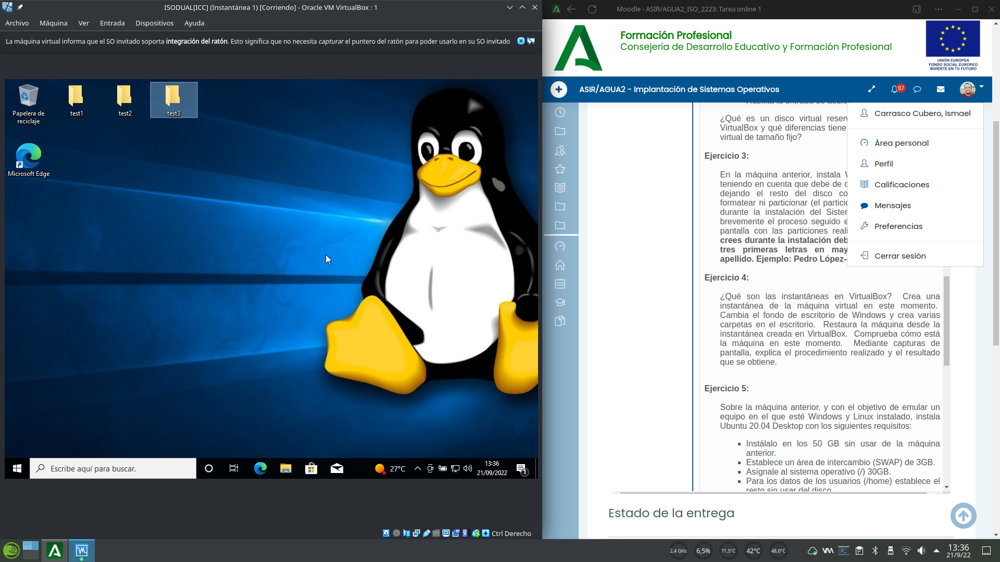 ISODUAL[ICC] (Instantánea 1) [Corriendo] - Oracle VM VirtualBox : 1
Archivo Máquina Ver Entrada Dispositivos Ayuda
La máquina virtual informa que el SO invitado soporta integración del ratón. Esto significa que no necesita capturar el puntero del ratón para poder usarlo en su SO invitado
Papelera de
reciclaje
test1
test2
test3
Microsoft Edge
Escribe aquí para buscar.
27°C
13:36
21/09/2022
1
Ctrl Derecho
Moodle - ASIR/AGUA2_ISO_2223: Tarea online 1
Formación Profesional
Consejería de Desarrollo Educativo y Formación Profesional
UNIÓN EUROPEA
FONDO SOCIAL EUROPEO
INVIERTE EN TU FUTURO
ASIR/AGUA2 - Implantación de Sistemas Operativos
97
Carrasco Cubero, Ismael
Área personal
Perfil
Calificaciones
Mensajes
Preferencias
Cerrar sesión
Habilita la entrada de audio.
¿Qué es un disco virtual reserv
VirtualBox y qué diferencias tiene
virtual de tamaño fijo?
Ejercicio 3:
En la máquina anterior, instala
teniendo en cuenta que debe de
dejando el resto del disco co
formatear ni particionar (el partici
durante la instalación del Sister
brevemente el proceso seguido e
pantalla con las particiones reali
crees durante la instalación deb
tres primeras letras en may
apellido. Ejemplo: Pedro López-
Ejercicio 4:
¿Qué son las instantáneas en VirtualBox? Crea una
instantánea de la máquina virtual en este momento.
Cambia el fondo de escritorio de Windows y crea varias
carpetas en el escritorio. Restaura la máquina desde la
instantánea creada en VirtualBox. Comprueba cómo está
la máquina en este momento. Mediante capturas de
pantalla, explica el procedimiento realizado y el resultado
que se obtiene.
Ejercicio 5:
Sobre la máquina anterior, y con el objetivo de emular un
equipo en el que esté Windows y Linux instalado, instala
Ubuntu 20.04 Desktop con los siguientes requisitos:
Instálalo en los 50 GB sin usar de la máquina
anterior.
Establece un área de intercambio (SWAP) de 3GB.
Asígnale al sistema operativo (/) 30GB.
Para los datos de los usuarios (/home) establece el
resto sin usar del disco
Estado de la entrega
2,4 GHz
6,5%
71,5°C
42°C
48,0°C
13:36
21/9/22